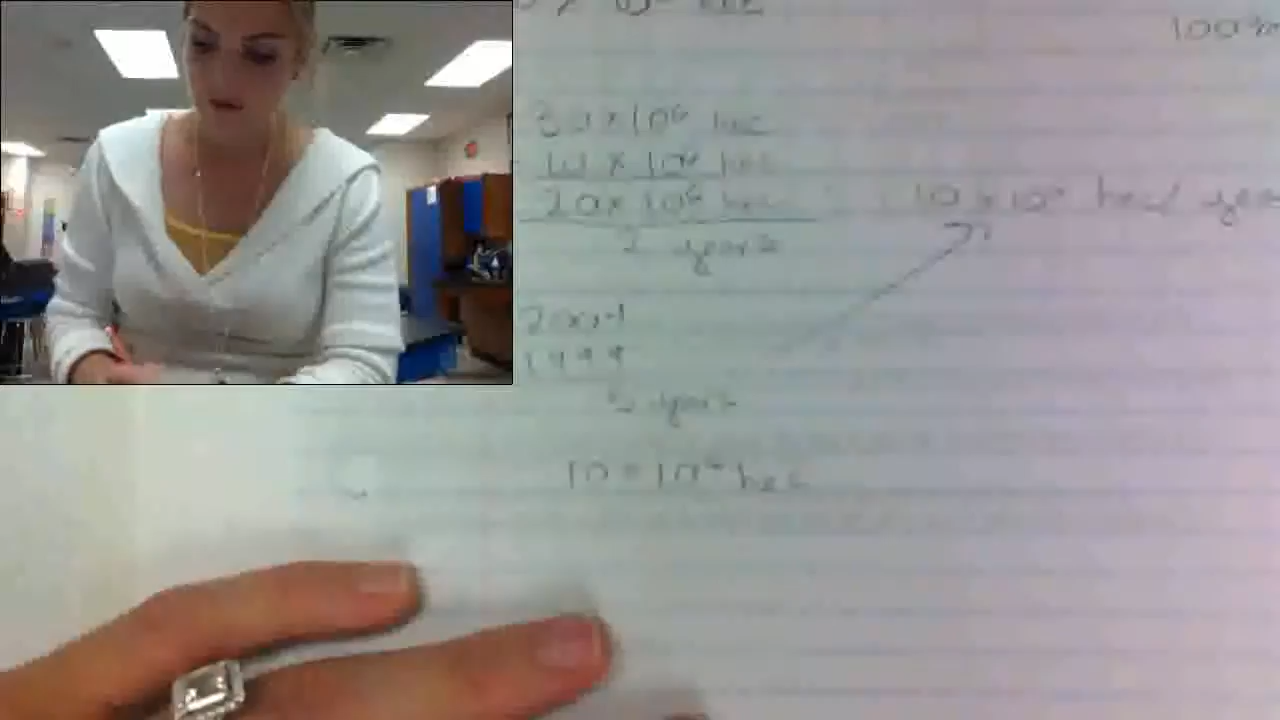 30 x 10⁶ hec
10 x 10⁶ hec
20 x 10⁶ hec
2 years
10 x 10⁶ hec/ year
2001
1999
2 years
10 x 10⁶ hec